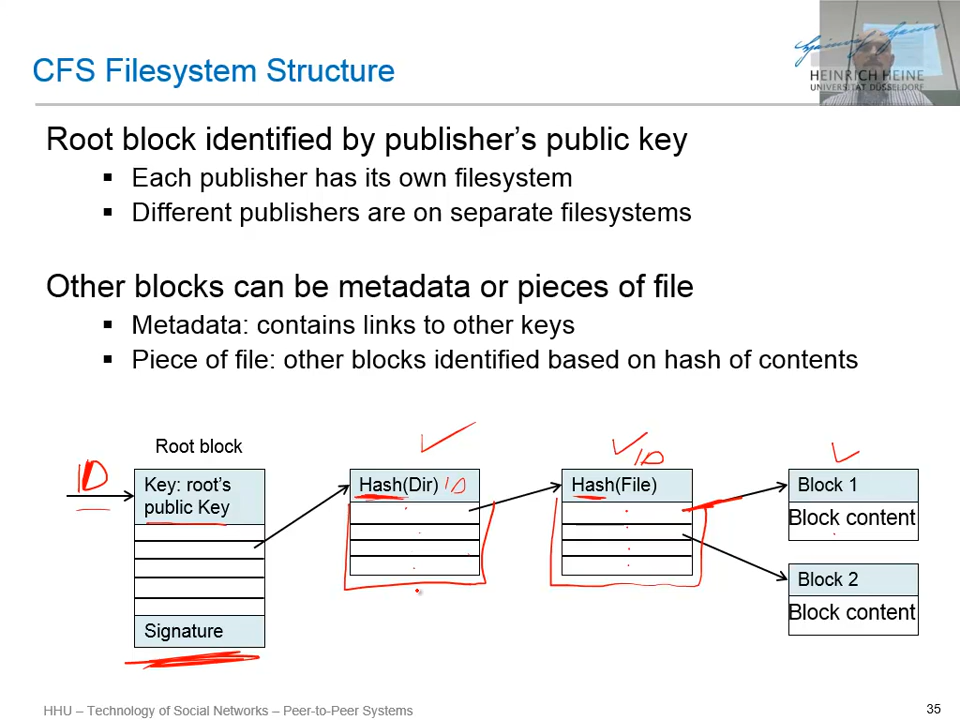 CFS Filesystem Structure
HEINRICH HEINE
UNIVERSITÄT DÜSSELDORF
Root block identified by publisher's public key
▪ Each publisher has its own filesystem
▪ Different publishers are on separate filesystems
Other blocks can be metadata or pieces of file
▪ Metadata: contains links to other keys
▪ Piece of file: other blocks identified based on hash of contents
Root block
ID
Key: root's
public Key
Signature
Hash(Dir) ID
ID
Hash(File)
Block 1
Block content
Block 2
Block content
HHU – Technology of Social Networks – Peer-to-Peer Systems
35